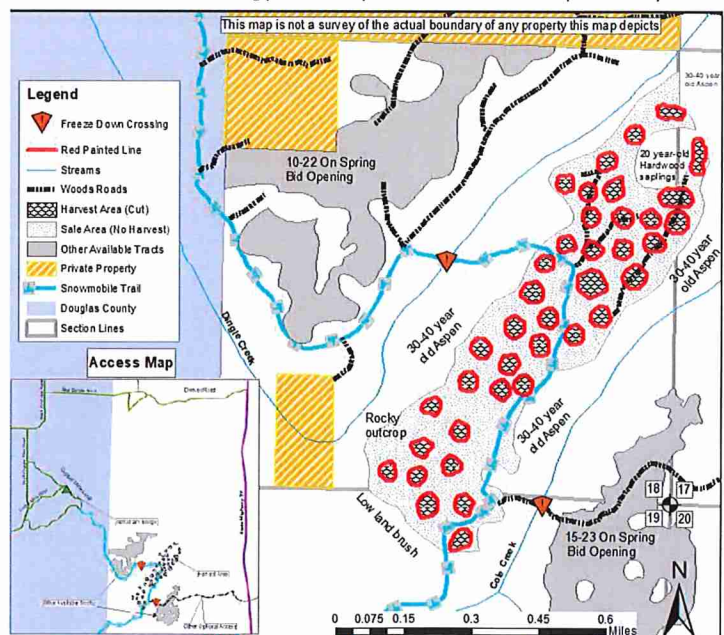 This map is not a survey of the actual boundary of any property this map depicts
Legend
Freeze Down Crossing
Red Painted Line
Streams
Woods Roads
Harvest Area (Cut)
Sale Area (No Harvest)
Other Available Tracts
Private Property
Snowmobile Trail
Douglas County
Section Lines
10-22 On Spring
Bid Opening
30-40 year
old Aspen
20 year-old
Hardwood
saplings
30-40 year
old Aspen
30-40 year
old Aspen
30-40 year
old Aspen
Dingle Creek
Rocky
outcrop
Low land brush
Cob Creek
18 17
19 20
15-23 On Spring
Bid Opening
Access Map
N
0 0.075 0.15 0.3 0.45 0.6
Miles